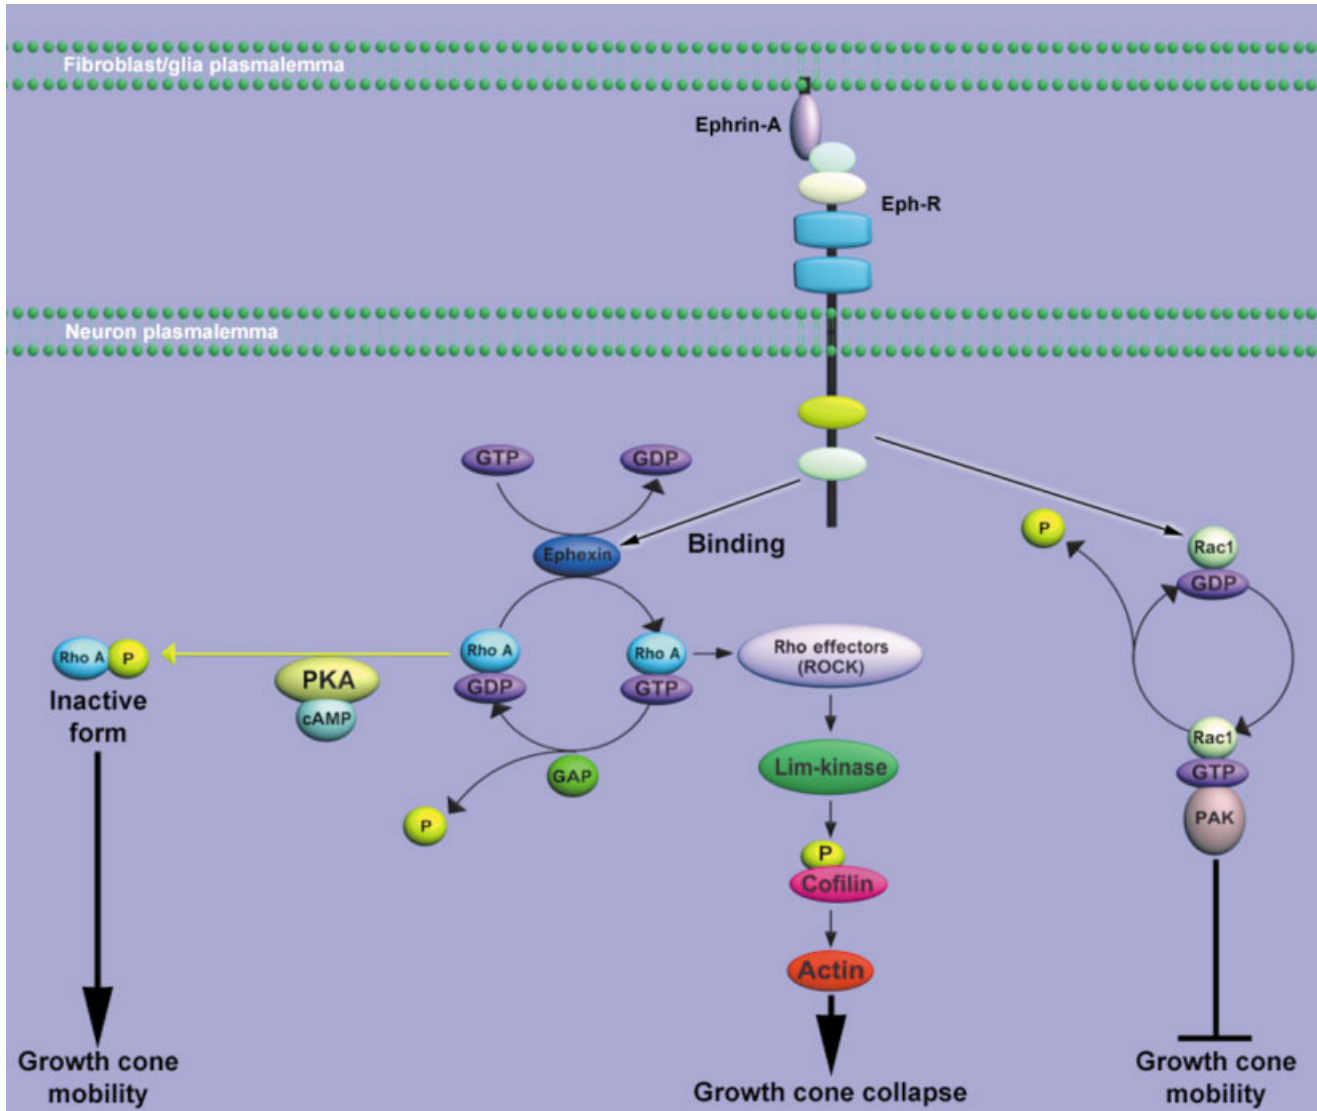 Fibroblast/glia plasmalemma
Ephrin-A
Eph-R
Neuron plasmalemma
GTP
GDP
Binding
Ephexin
P
Rac1
GDP
Rho A
P
Inactive
form
PKA
cAMP
Rho A
GDP
Rho A
GTP
Rho effectors
(ROCK)
GAP
P
Lim-kinase
P
Cofilin
Actin
Rac1
GTP
PAK
Growth cone
mobility
Growth cone collapse
Growth cone
mobility